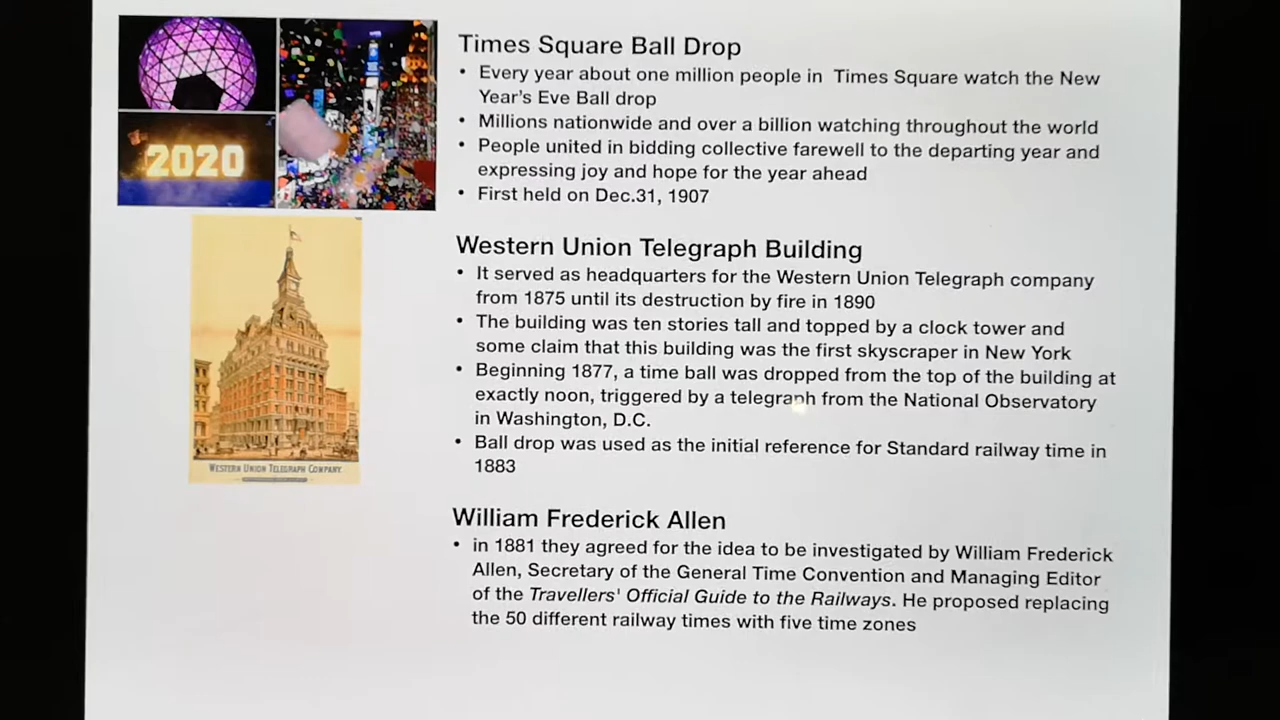 Times Square Ball Drop
• Every year about one million people in Times Square watch the New
Year's Eve Ball drop
• Millions nationwide and over a billion watching throughout the world
• People united in bidding collective farewell to the departing year and
expressing joy and hope for the year ahead
• First held on Dec.31, 1907
2020
Western Union Telegraph Building
• It served as headquarters for the Western Union Telegraph company
from 1875 until its destruction by fire in 1890
• The building was ten stories tall and topped by a clock tower and
some claim that this building was the first skyscraper in New York
• Beginning 1877, a time ball was dropped from the top of the building at
exactly noon, triggered by a telegraph from the National Observatory
in Washington, D.C.
• Ball drop was used as the initial reference for Standard railway time in
1883
WESTERN UNION TELEGRAPH COMPANY.
William Frederick Allen
• in 1881 they agreed for the idea to be investigated by William Frederick
Allen, Secretary of the General Time Convention and Managing Editor
of the Travellers' Official Guide to the Railways. He proposed replacing
the 50 different railway times with five time zones